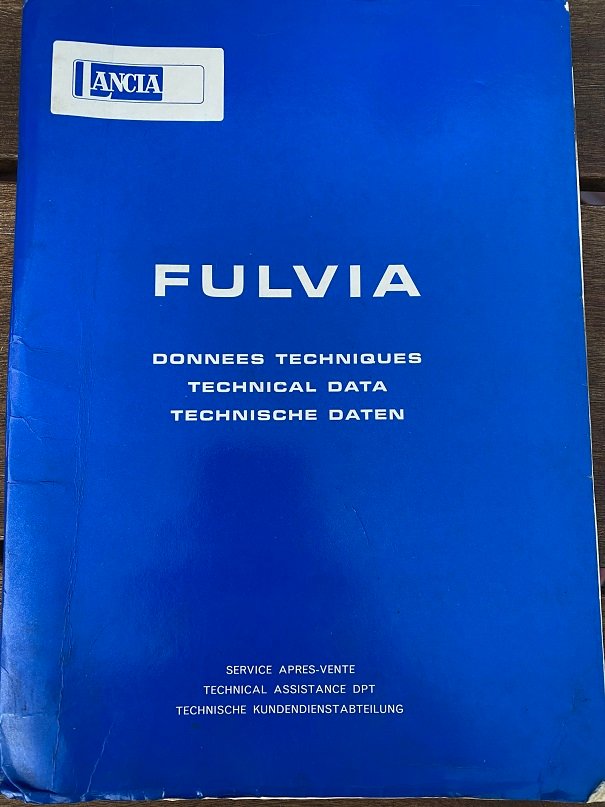 LANCIA
FULVIA
DONNEES TECHNIQUES
TECHNICAL DATA
TECHNISCHE DATEN
SERVICE APRES-VENTE
TECHNICAL ASSISTANCE DPT
TECHNISCHE KUNDENDIENSTABTEILUNG